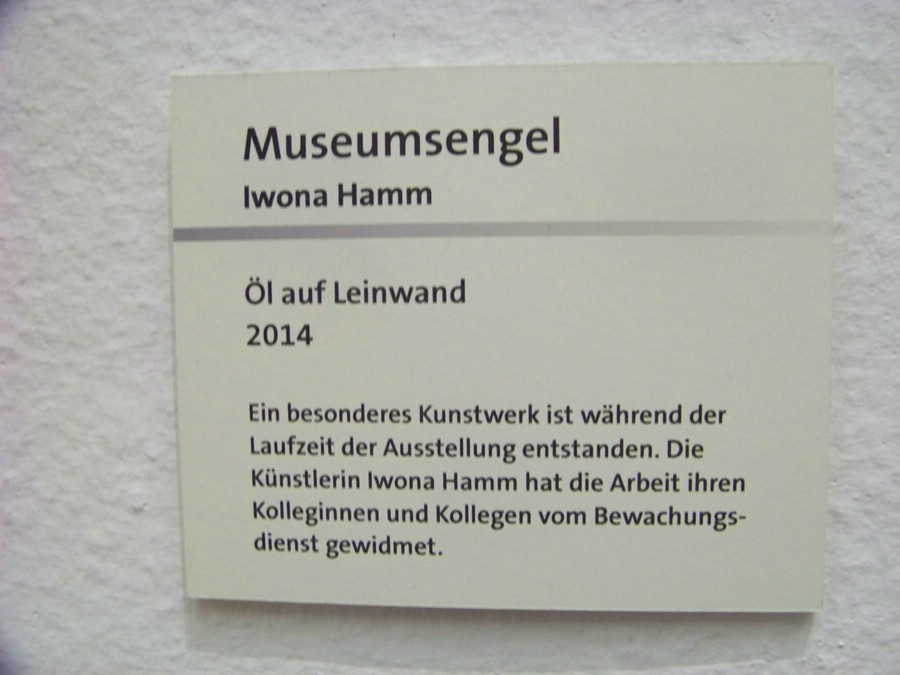 Museumsengel
Iwona Hamm
Öl auf Leinwand
2014
Ein besonderes Kunstwerk ist während der
Laufzeit der Ausstellung entstanden. Die
Künstlerin Iwona Hamm hat die Arbeit ihren
Kolleginnen und Kollegen vom Bewachungs-
dienst gewidmet.